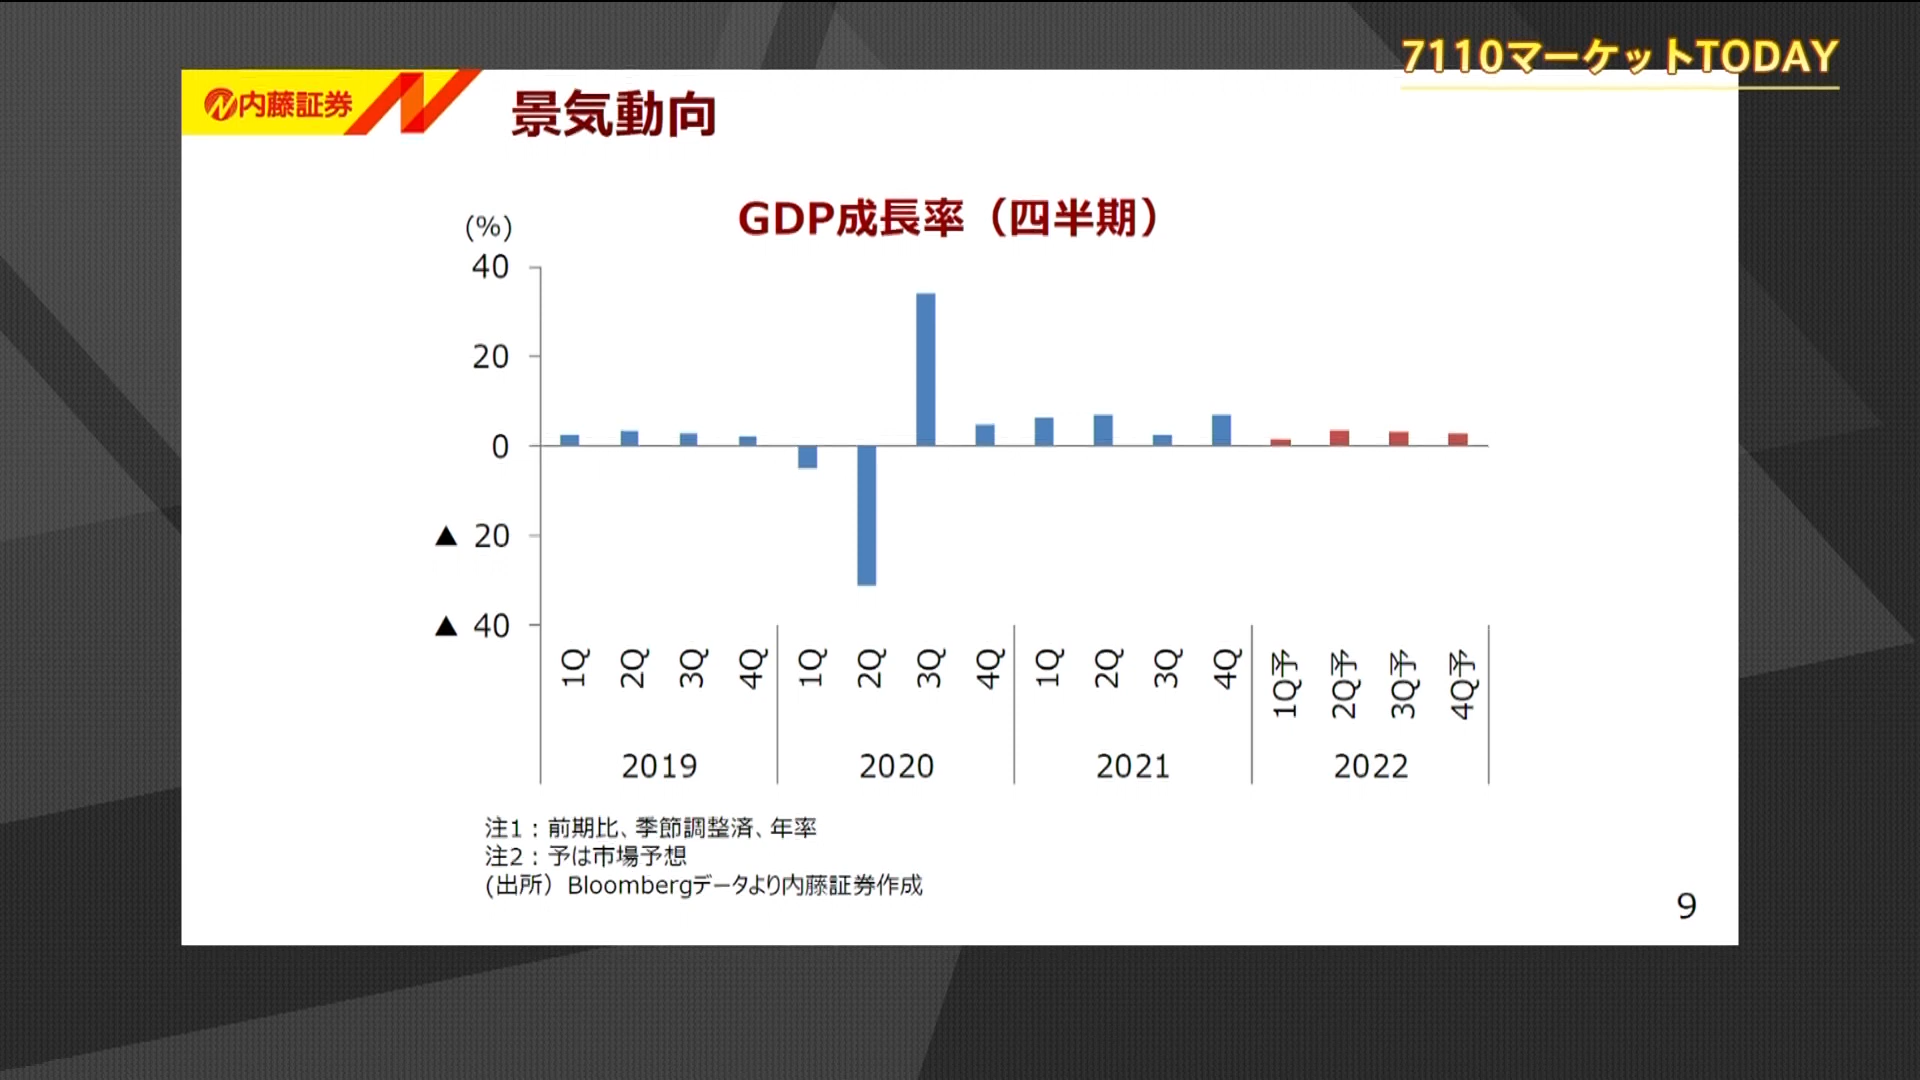 7110マーケットTODAY
内藤証券
景気動向
GDP成長率（四半期）
(%)
40
20
0
▲ 20
▲ 40
1Q 2Q 3Q 4Q 1Q 2Q 3Q 4Q 1Q 2Q 3Q 4Q 1Q予 2Q予 3Q予 4Q予
2019 2020 2021 2022
注1：前期比、季節調整済、年率
注2：予は市場予想
(出所）Bloombergデータより内藤証券作成
9